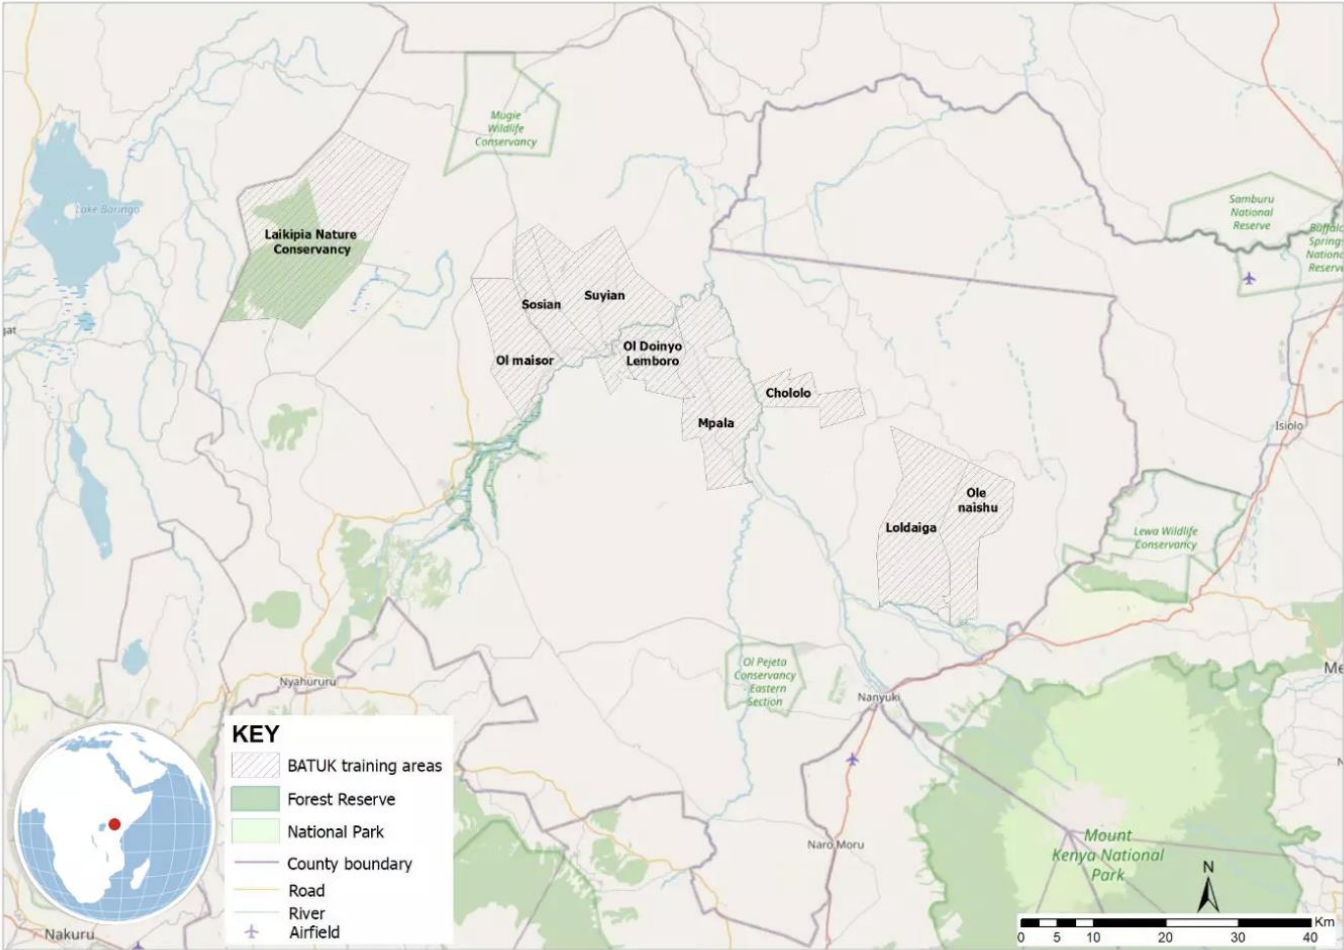 Mugie
Wildlife
Conservancy
Lake Baringo
Samburu
National
Reserve
Buffalo
Springs
National
Reserve
Laikipia Nature
Conservancy
Sosian
Suyian
gat
Ol maisor
Ol Doinyo
Lemboro
Chololo
Mpala
Isiolo
Ole
naishu
Loldaiga
Lewa Wildlife
Conservancy
Ol Pejeta
Conservancy
Eastern
Section
Me
Nyahururu
Nanyuki
KEY
BATUK training areas
Forest Reserve
National Park
County boundary
Road
River
Airfield
Naro Moru
Mount
Kenya National
Park
N
N
Nakuru
Km
0 5 10 20 30 40